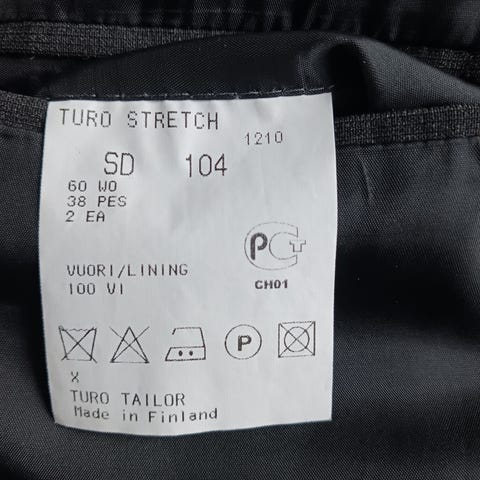 TURO STRETCH
1210
SD 104
60 WO
38 PES
2 EA
PCT
CH01
VUORI/LINING
100 VI
P
X
TURO TAILOR
Made in Finland